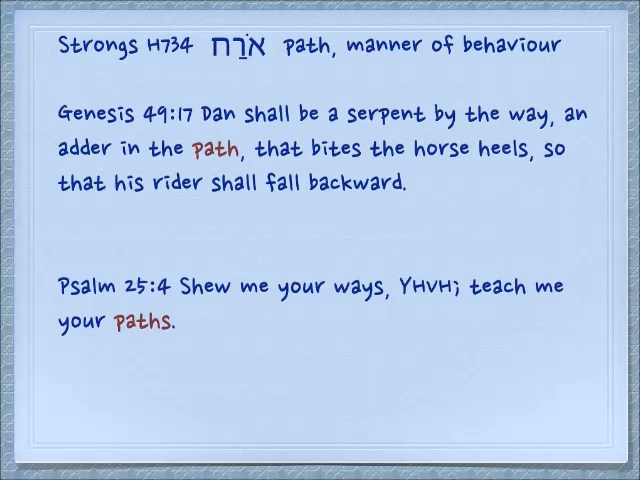 Strongs H734 אֹרַח path, manner of behaviour
Genesis 49:17 Dan shall be a serpent by the way, an
adder in the path, that bites the horse heels, so
that his rider shall fall backward.
Psalm 25:4 Shew me your ways, YHVH; teach me
your paths.